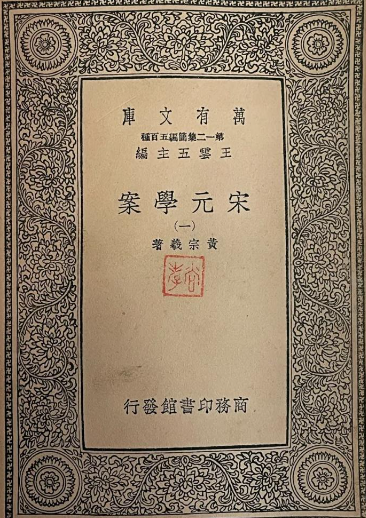 萬有文庫
第一二集簡編五百種
王雲五主編
宋元學案
(一)
黃宗羲著
商務印書館發行